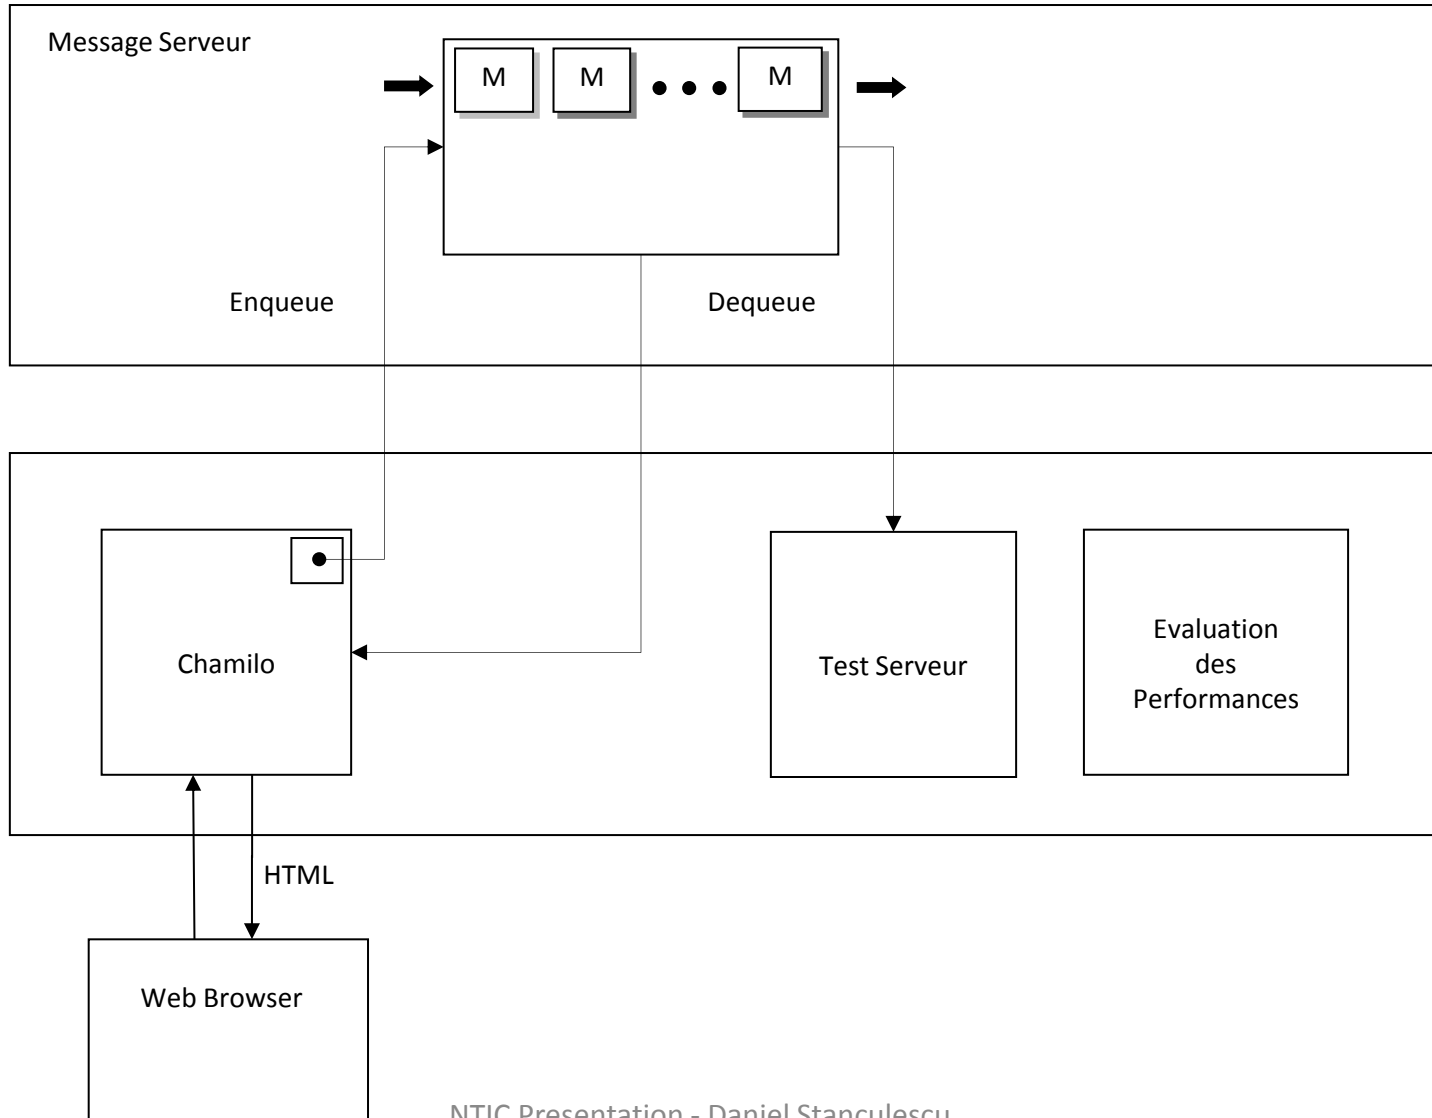 Message Serveur
M
M
M
Enqueue
Dequeue
Chamilo
Test Serveur
Evaluation
des
Performances
HTML
Web Browser
NTIC Presentation - Daniel Stanculescu